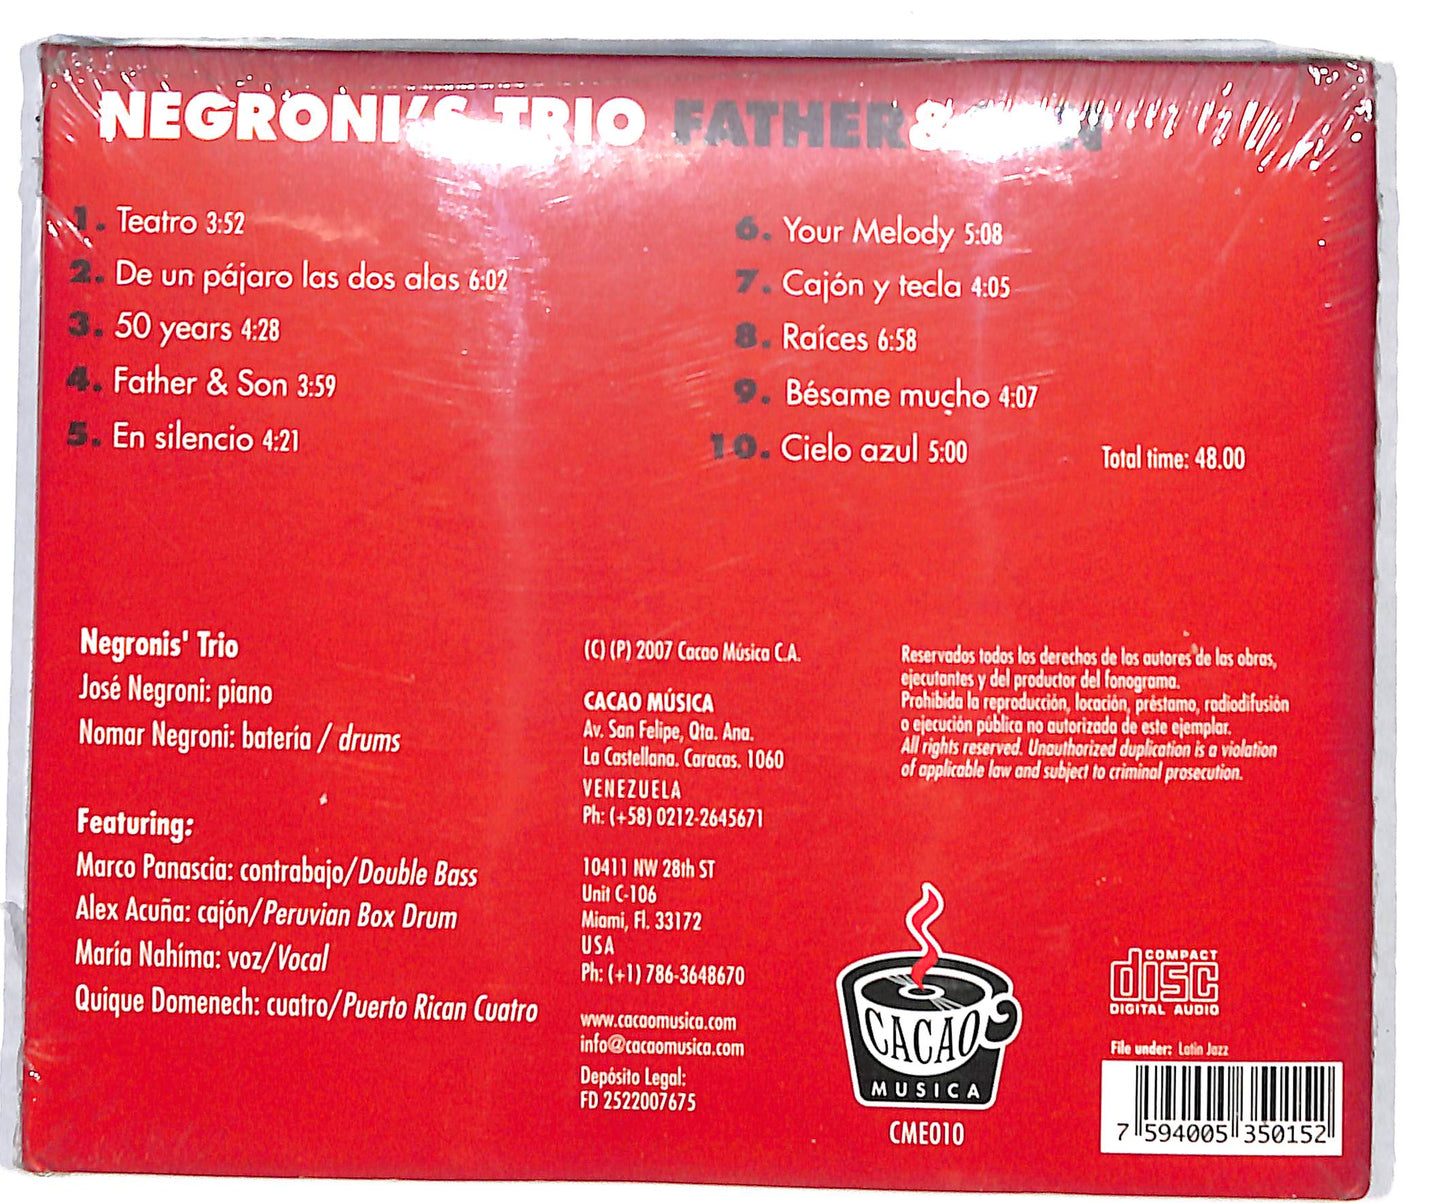 NEGRONI'S TRIO FATHER &
1. Teatro 3:52
2. De un pájaro las dos alas 6:02
3. 50 years 4:28
4. Father & Son 3:59
5. En silencio 4:21
6. Your Melody 5:08
7. Cajón y tecla 4:05
8. Raíces 6:58
9. Bésame mucho 4:07
10. Cielo azul 5:00
Total time: 48.00
Negronis' Trio
José Negroni: piano
Nomar Negroni: batería / drums
Featuring:
Marco Panascia: contrabajo/Double Bass
Alex Acuña: cajón/Peruvian Box Drum
María Nahíma: voz/Vocal
Quique Domenech: cuatro/Puerto Rican Cuatro
(C) (P) 2007 Cacao Música C.A.
CACAO MÚSICA
Av. San Felipe, Qta. Ana.
La Castellana. Caracas. 1060
VENEZUELA
Ph: (+58) 0212-2645671
10411 NW 28th ST
Unit C-106
Miami, Fl. 33172
USA
Ph: (+1) 786-3648670
www.cacaomusica.com
info@cacaomusica.com
Depósito Legal:
FD 2522007675
Reservados todos los derechos de los autores de las obras,
ejecutantes y del productor del fonograma.
Prohibida la reproducción, locación, préstamo, radiodifusión
o ejecución pública no autorizada de este ejemplar.
All rights reserved. Unauthorized duplication is a violation
of applicable law and subject to criminal prosecution.
CACAO
MUSICA
CME010
COMPACT
disc
DIGITAL AUDIO
File under: Latin Jazz
7 594005 350152